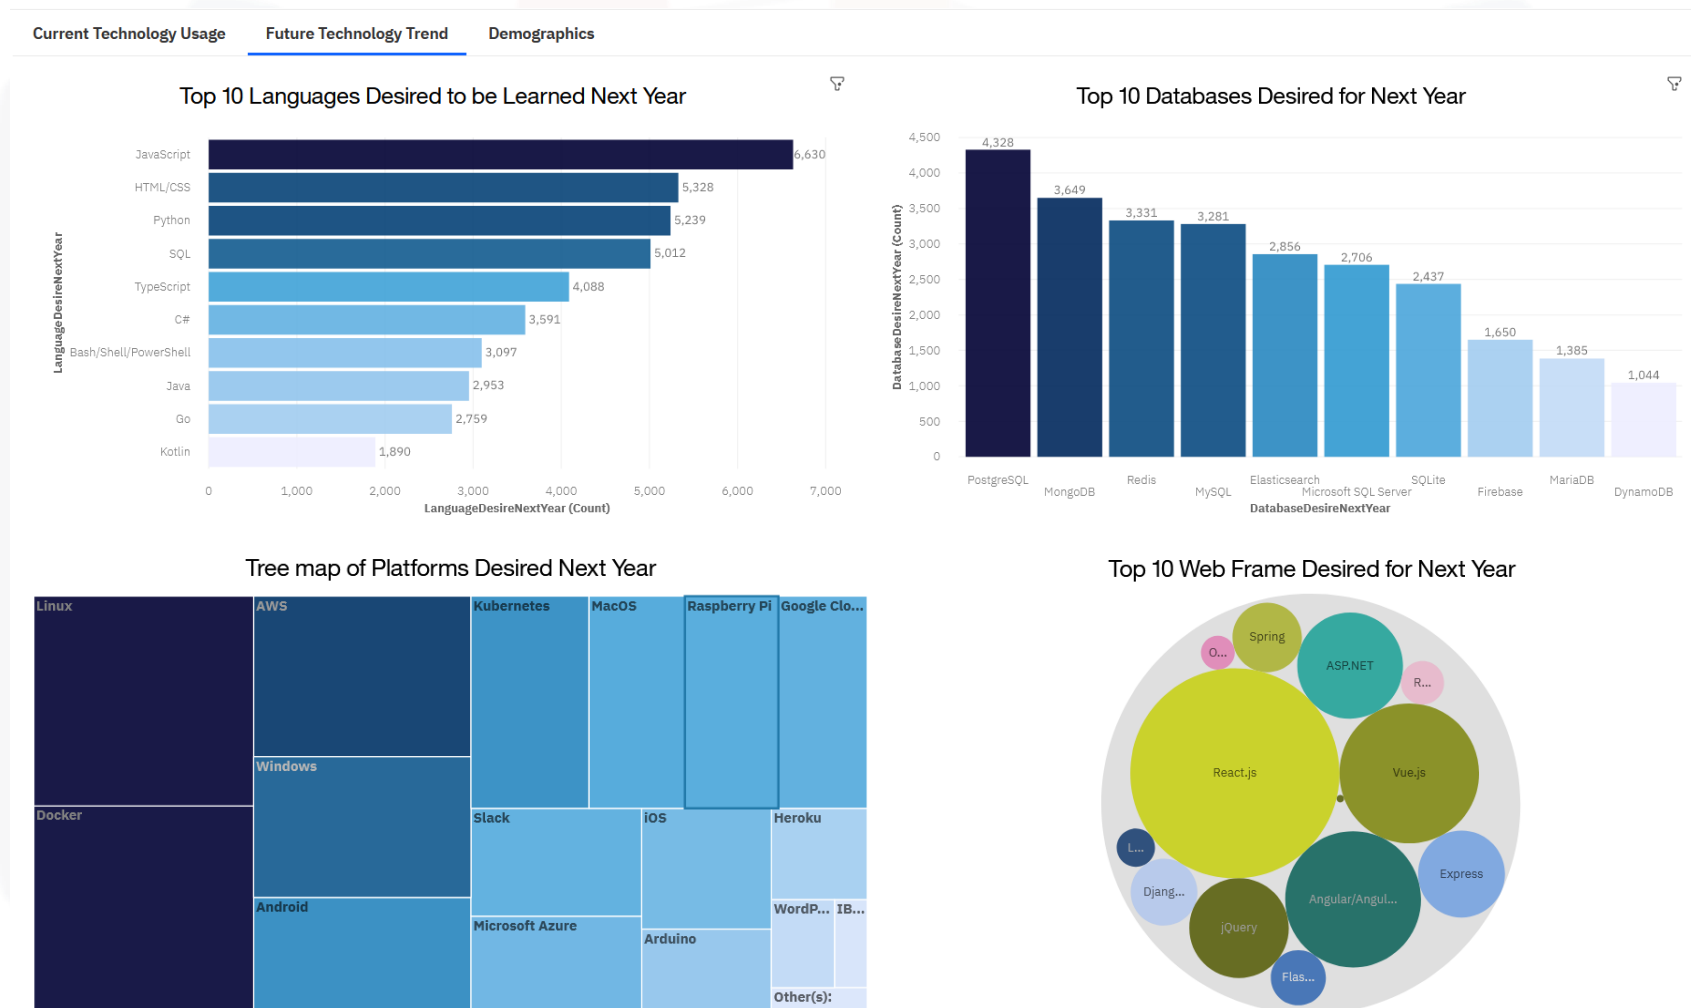 Current Technology Usage
Future Technology Trend
Demographics
Top 10 Languages Desired to be Learned Next Year
LanguageDesireNextYear
JavaScript 6,630
HTML/CSS 5,328
Python 5,239
SQL 5,012
TypeScript 4,088
C# 3,591
Bash/Shell/PowerShell 3,097
Java 2,953
Go 2,759
Kotlin 1,890
0 1,000 2,000 3,000 4,000 5,000 6,000 7,000
LanguageDesireNextYear (Count)
Top 10 Databases Desired for Next Year
DatabaseDesireNextYear (Count)
4,500
4,000
3,500
3,000
2,500
2,000
1,500
1,000
500
0
4,328
3,649
3,331
3,281
2,856
2,706
2,437
1,650
1,385
1,044
PostgreSQL
MongoDB
Redis
MySQL
Elasticsearch
Microsoft SQL Server
SQLite
Firebase
MariaDB
DynamoDB
DatabaseDesireNextYear
Tree map of Platforms Desired Next Year
Linux
Docker
AWS
Windows
Android
Kubernetes
MacOS
Raspberry Pi
Google Clo...
Slack
Microsoft Azure
iOS
Arduino
Heroku
WordP...
IB...
Other(s):
Top 10 Web Frame Desired for Next Year
Spring
O...
ASP.NET
R...
React.js
Vue.js
L...
Djang...
Express
Angular/Angul...
jQuery
Flas...